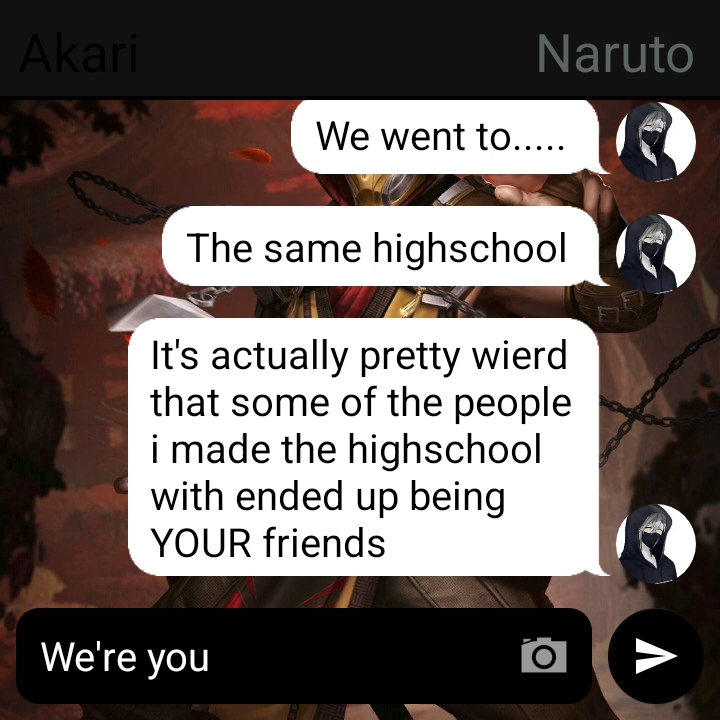 Akari
Naruto
We went to.....
The same highschool
It's actually pretty wierd
that some of the people
i made the highschool
with ended up being
YOUR friends
We're you